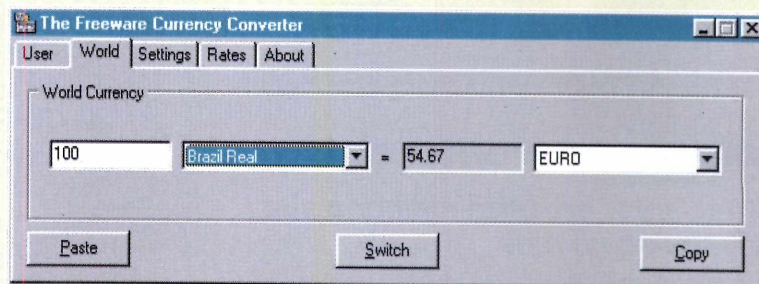 The Freeware Currency Converter
User World Settings Rates About
World Currency
100 Brazil Real = 54.67 EURO
Paste Switch Copy